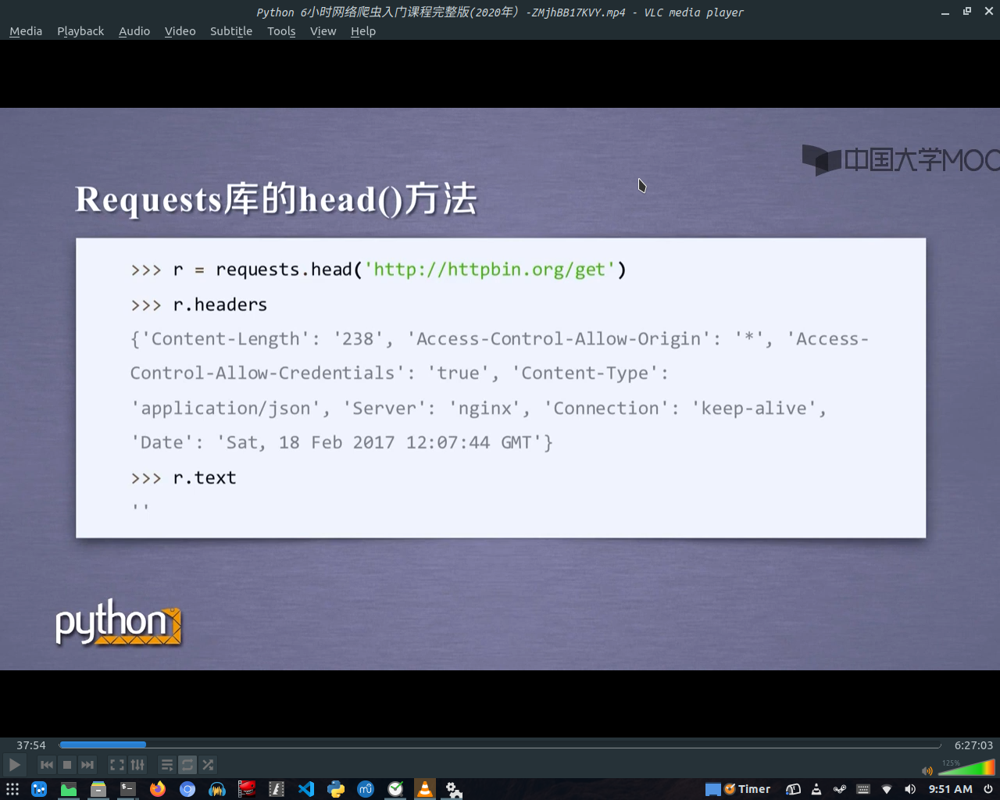 Python 6小时网络爬虫入门课程完整版(2020年）-ZMjhBB17KVY.mp4 - VLC media player
Media Playback Audio Video Subtitle Tools View Help
中国大学MOO
Requests库的head()方法
>>> r = requests.head('http://httpbin.org/get')
>>> r.headers
{'Content-Length': '238', 'Access-Control-Allow-Origin': '*', 'Access-
Control-Allow-Credentials': 'true', 'Content-Type':
'application/json', 'Server': 'nginx', 'Connection': 'keep-alive',
'Date': 'Sat, 18 Feb 2017 12:07:44 GMT'}
>>> r.text
''
python
37:54 6:27:03
125%
Timer 9:51 AM